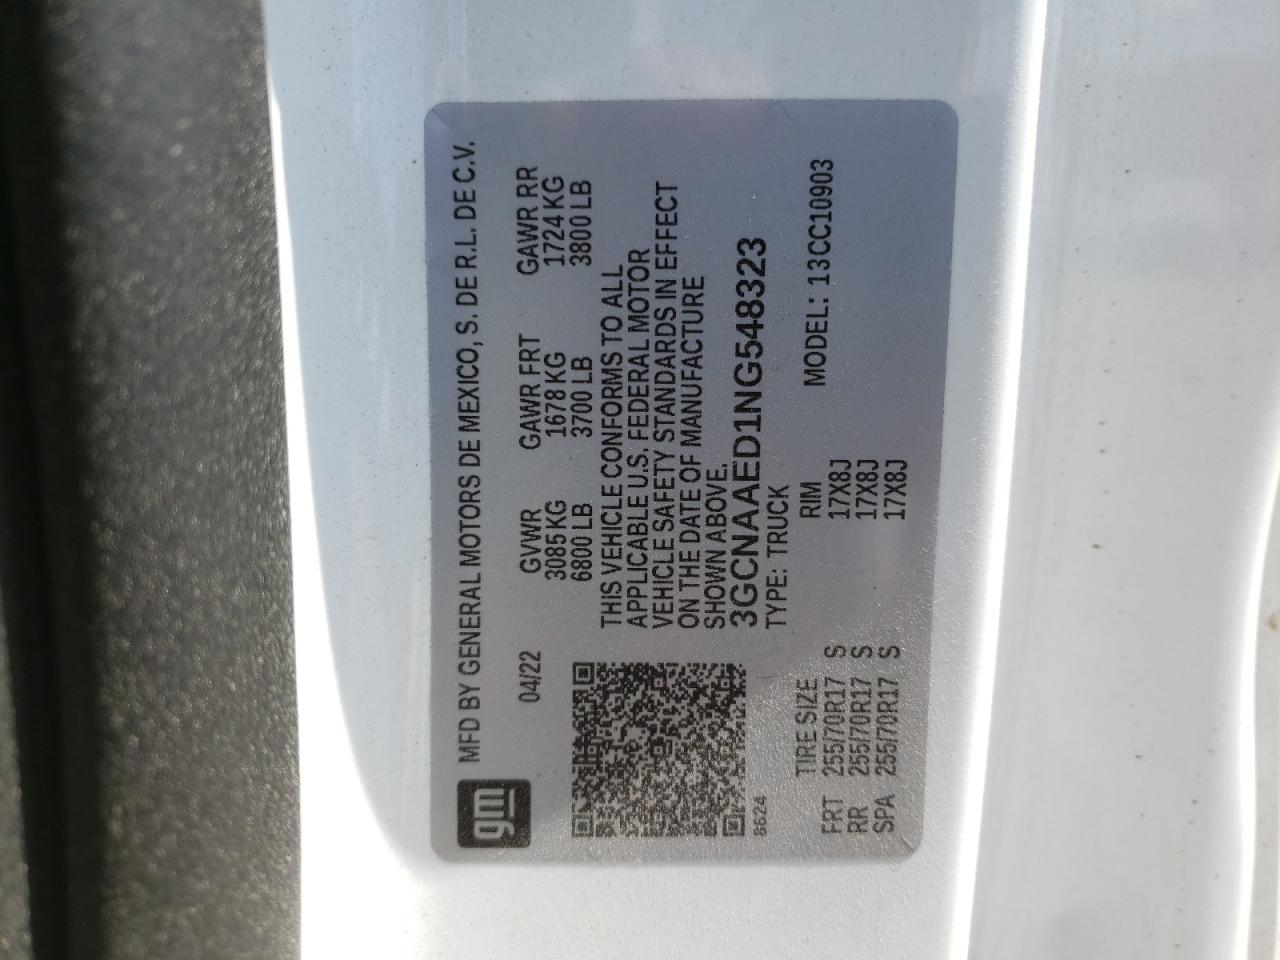 gm
MFD BY GENERAL MOTORS DE MEXICO, S. DE R.L. DE C.V.
04/22 GVWR GAWR FRT GAWR RR
3085 KG 1678 KG 1724 KG
6800 LB 3700 LB 3800 LB
THIS VEHICLE CONFORMS TO ALL
APPLICABLE U.S. FEDERAL MOTOR
VEHICLE SAFETY STANDARDS IN EFFECT
ON THE DATE OF MANUFACTURE
SHOWN ABOVE.
3GCNAAED1NG548323
8624 TYPE: TRUCK
TIRE SIZE RIM MODEL: 13CC10903
FRT 255/70R17 S 17X8J
RR 255/70R17 S 17X8J
SPA 255/70R17 S 17X8J